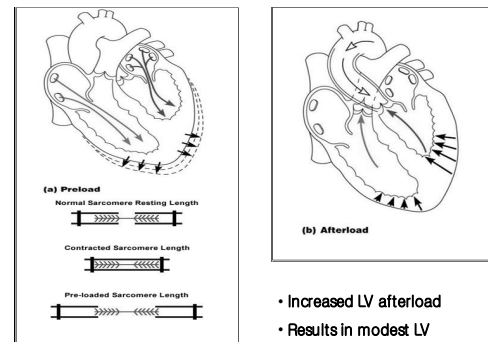 (a) Preload
Normal Sarcomere Resting Length
Contracted Sarcomere Length
Pre-loaded Sarcomere Length
(b) Afterload
• Increased LV afterload
• Results in modest LV